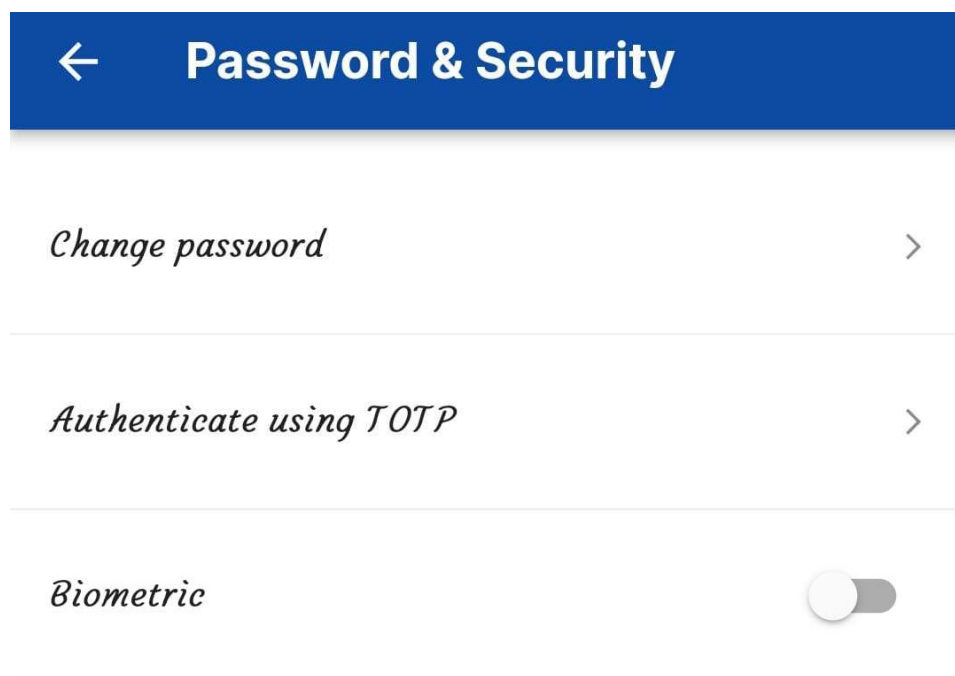 Password & Security
Change password
Authenticate using TOTP
Biometric